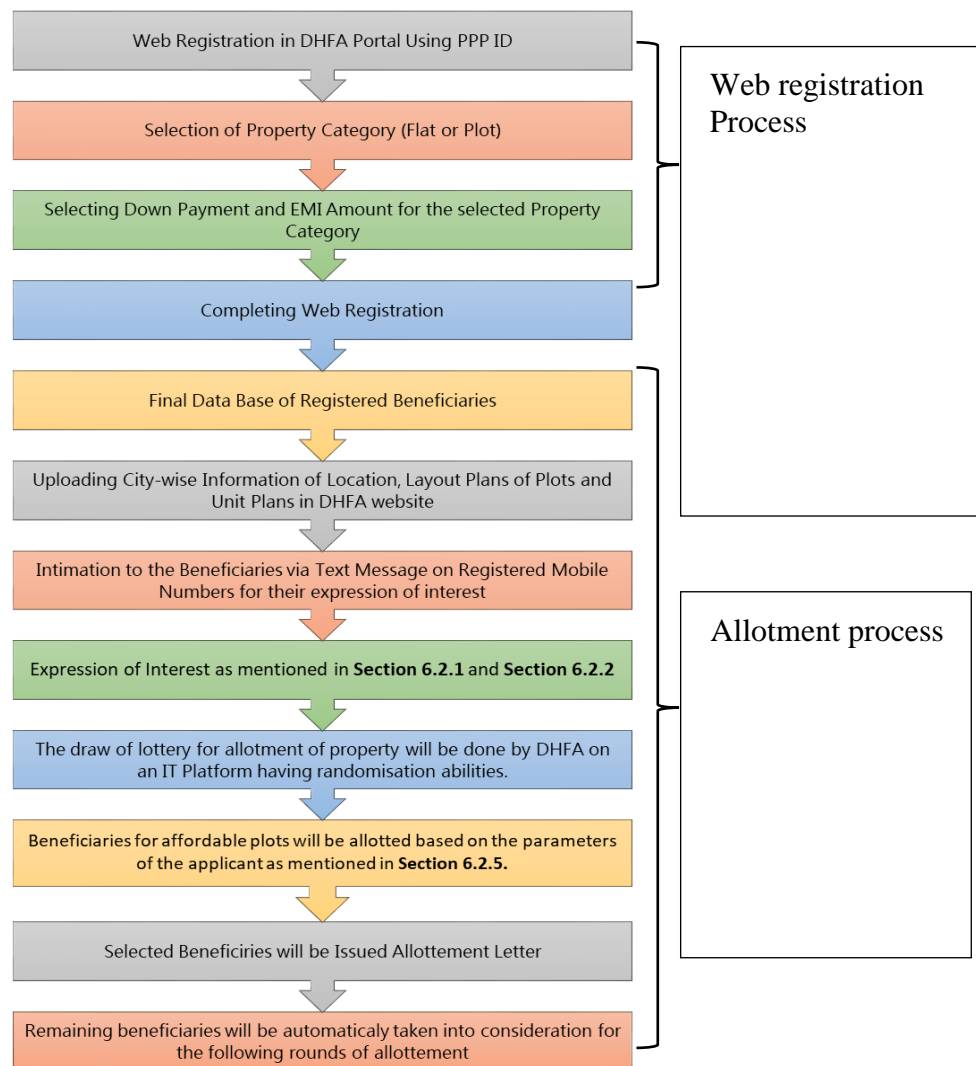 Web Registration in DHFA Portal Using PPP ID
Selection of Property Category (Flat or Plot)
Selecting Down Payment and EMI Amount for the selected Property
Category
Completing Web Registration
Web registration
Process
Final Data Base of Registered Beneficiaries
Uploading City-wise Information of Location, Layout Plans of Plots and
Unit Plans in DHFA website
Intimation to the Beneficiaries via Text Message on Registered Mobile
Numbers for their expression of interest
Expression of Interest as mentioned in Section 6.2.1 and Section 6.2.2
The draw of lottery for allotment of property will be done by DHFA on
an IT Platform having randomisation abilities.
Beneficiaries for affordable plots will be allotted based on the parameters
of the applicant as mentioned in Section 6.2.5.
Selected Beneficiries will be Issued Allottement Letter
Remaining beneficiaries will be automaticaly taken into consideration for
the following rounds of allottement
Allotment process